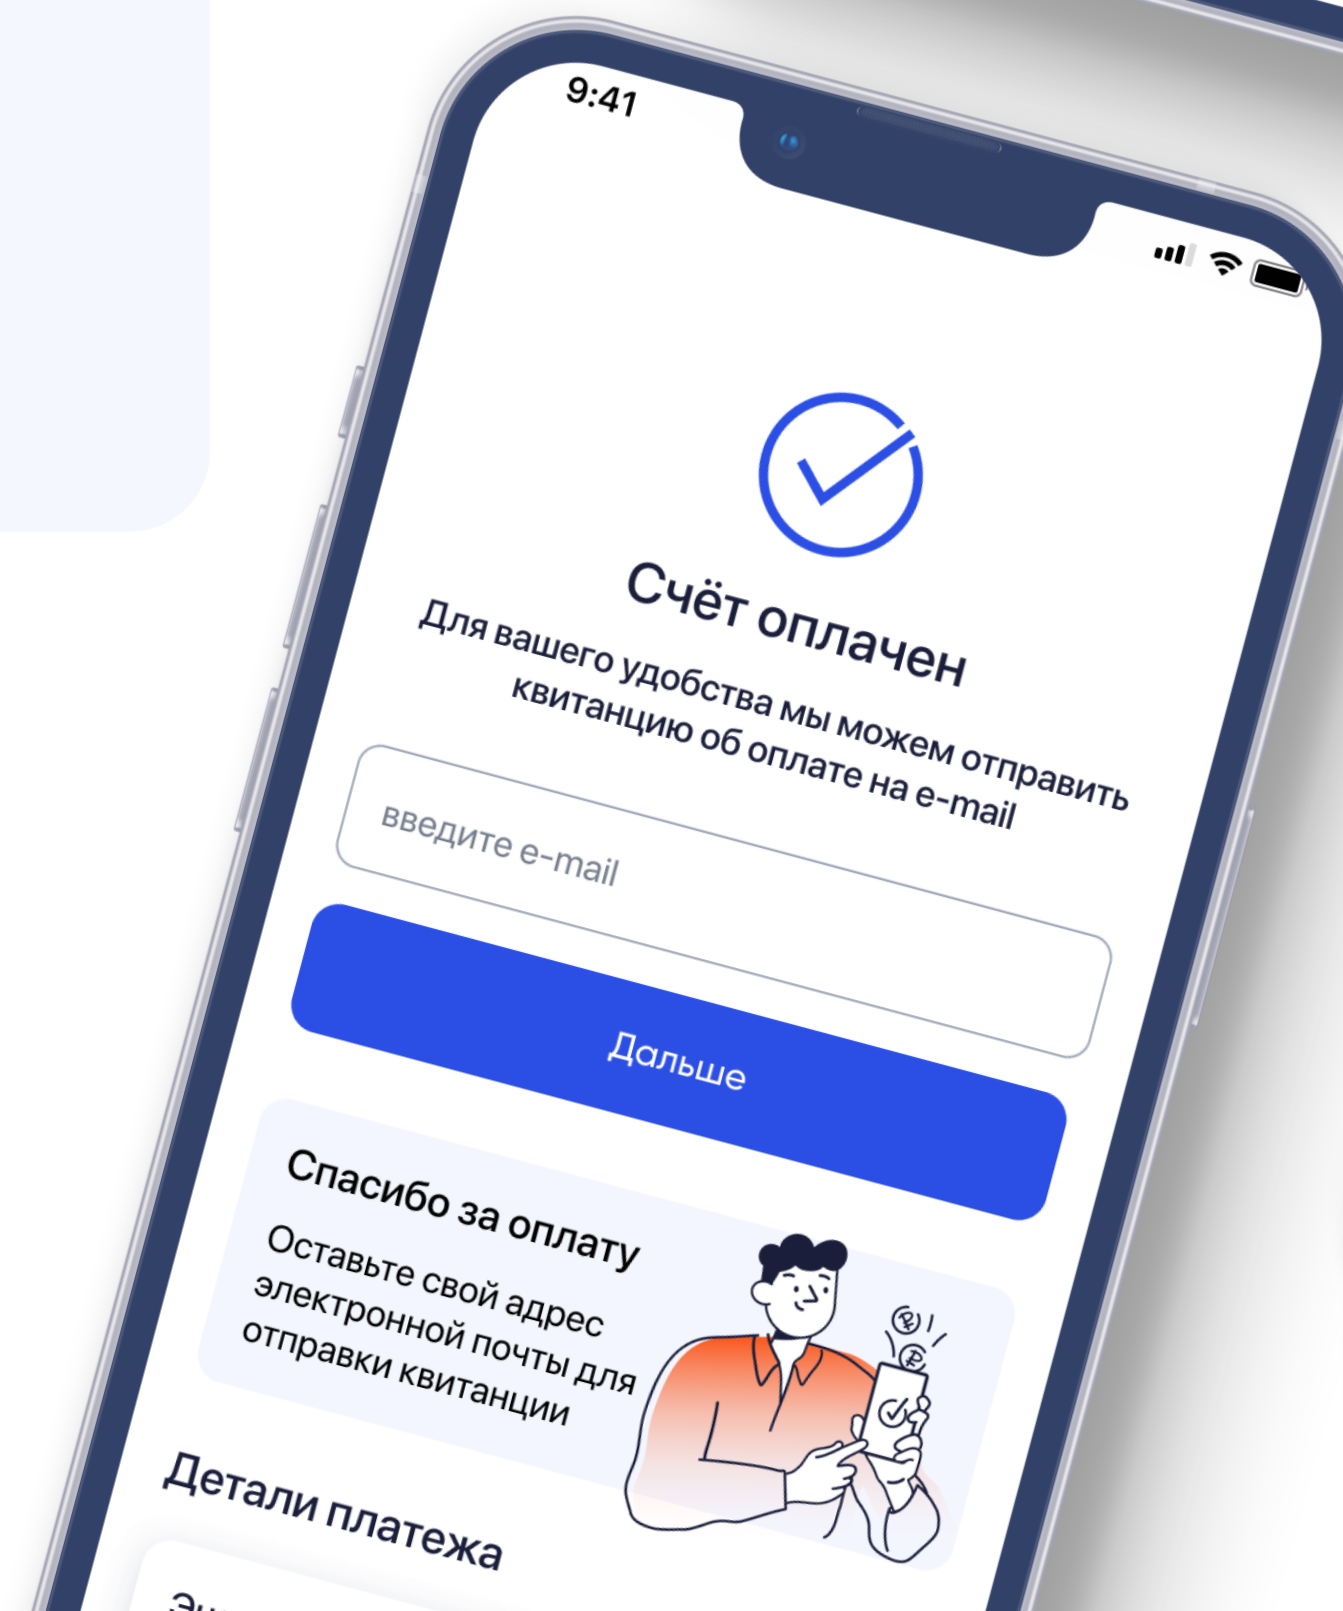 9:41
Счёт оплачен
Для вашего удобства мы можем отправить
квитанцию об оплате на e-mail
введите e-mail
Дальше
Спасибо за оплату
Оставьте свой адрес
электронной почты для
отправки квитанции
Детали платежа